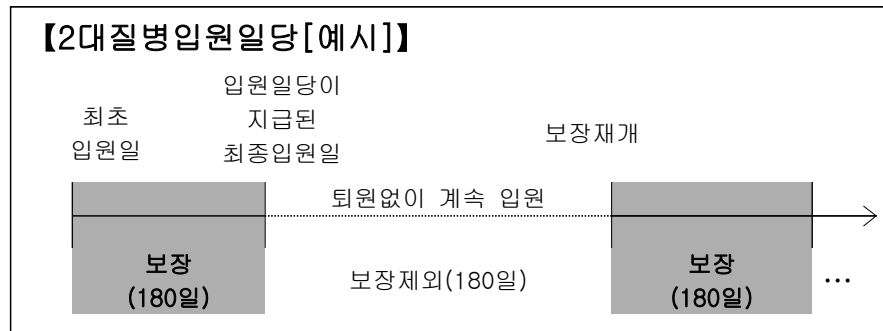 【2대질병입원일당[예시]】
최초
입원일
입원일당이
지급된
최종입원일
보장재개
퇴원없이 계속 입원
보장
(180일)
보장제외(180일)
보장
(180일)
…